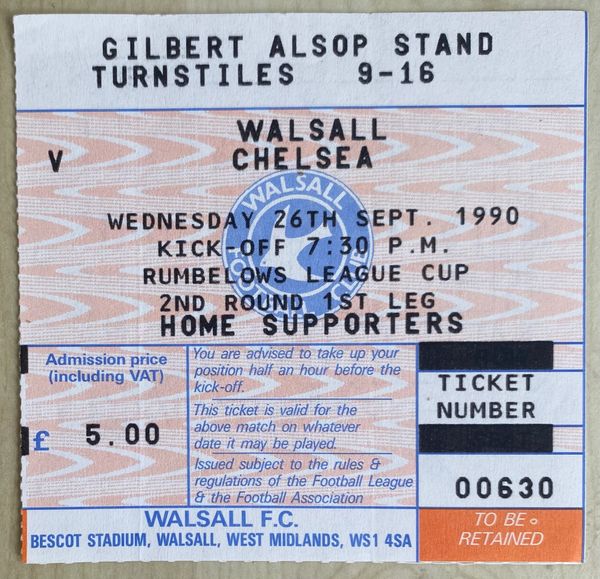 GILBERT ALSOP STAND
TURNSTILES 9-16
WALSALL
V CHELSEA
WALSALL FOOTBALL CLUB
WEDNESDAY 26TH SEPT. 1990
KICK-OFF 7:30 P.M.
RUMBELOWS LEAGUE CUP
2ND ROUND 1ST LEG
HOME SUPPORTERS
Admission price
(including VAT)
£ 5.00
You are advised to take up your
position half an hour before the
kick-off.
This ticket is valid for the
above match on whatever
date it may be played.
Issued subject to the rules &
regulations of the Football League
& the Football Association
TICKET
NUMBER
00630
WALSALL F.C.
BESCOT STADIUM, WALSALL, WEST MIDLANDS, WS1 4SA
TO BE
RETAINED